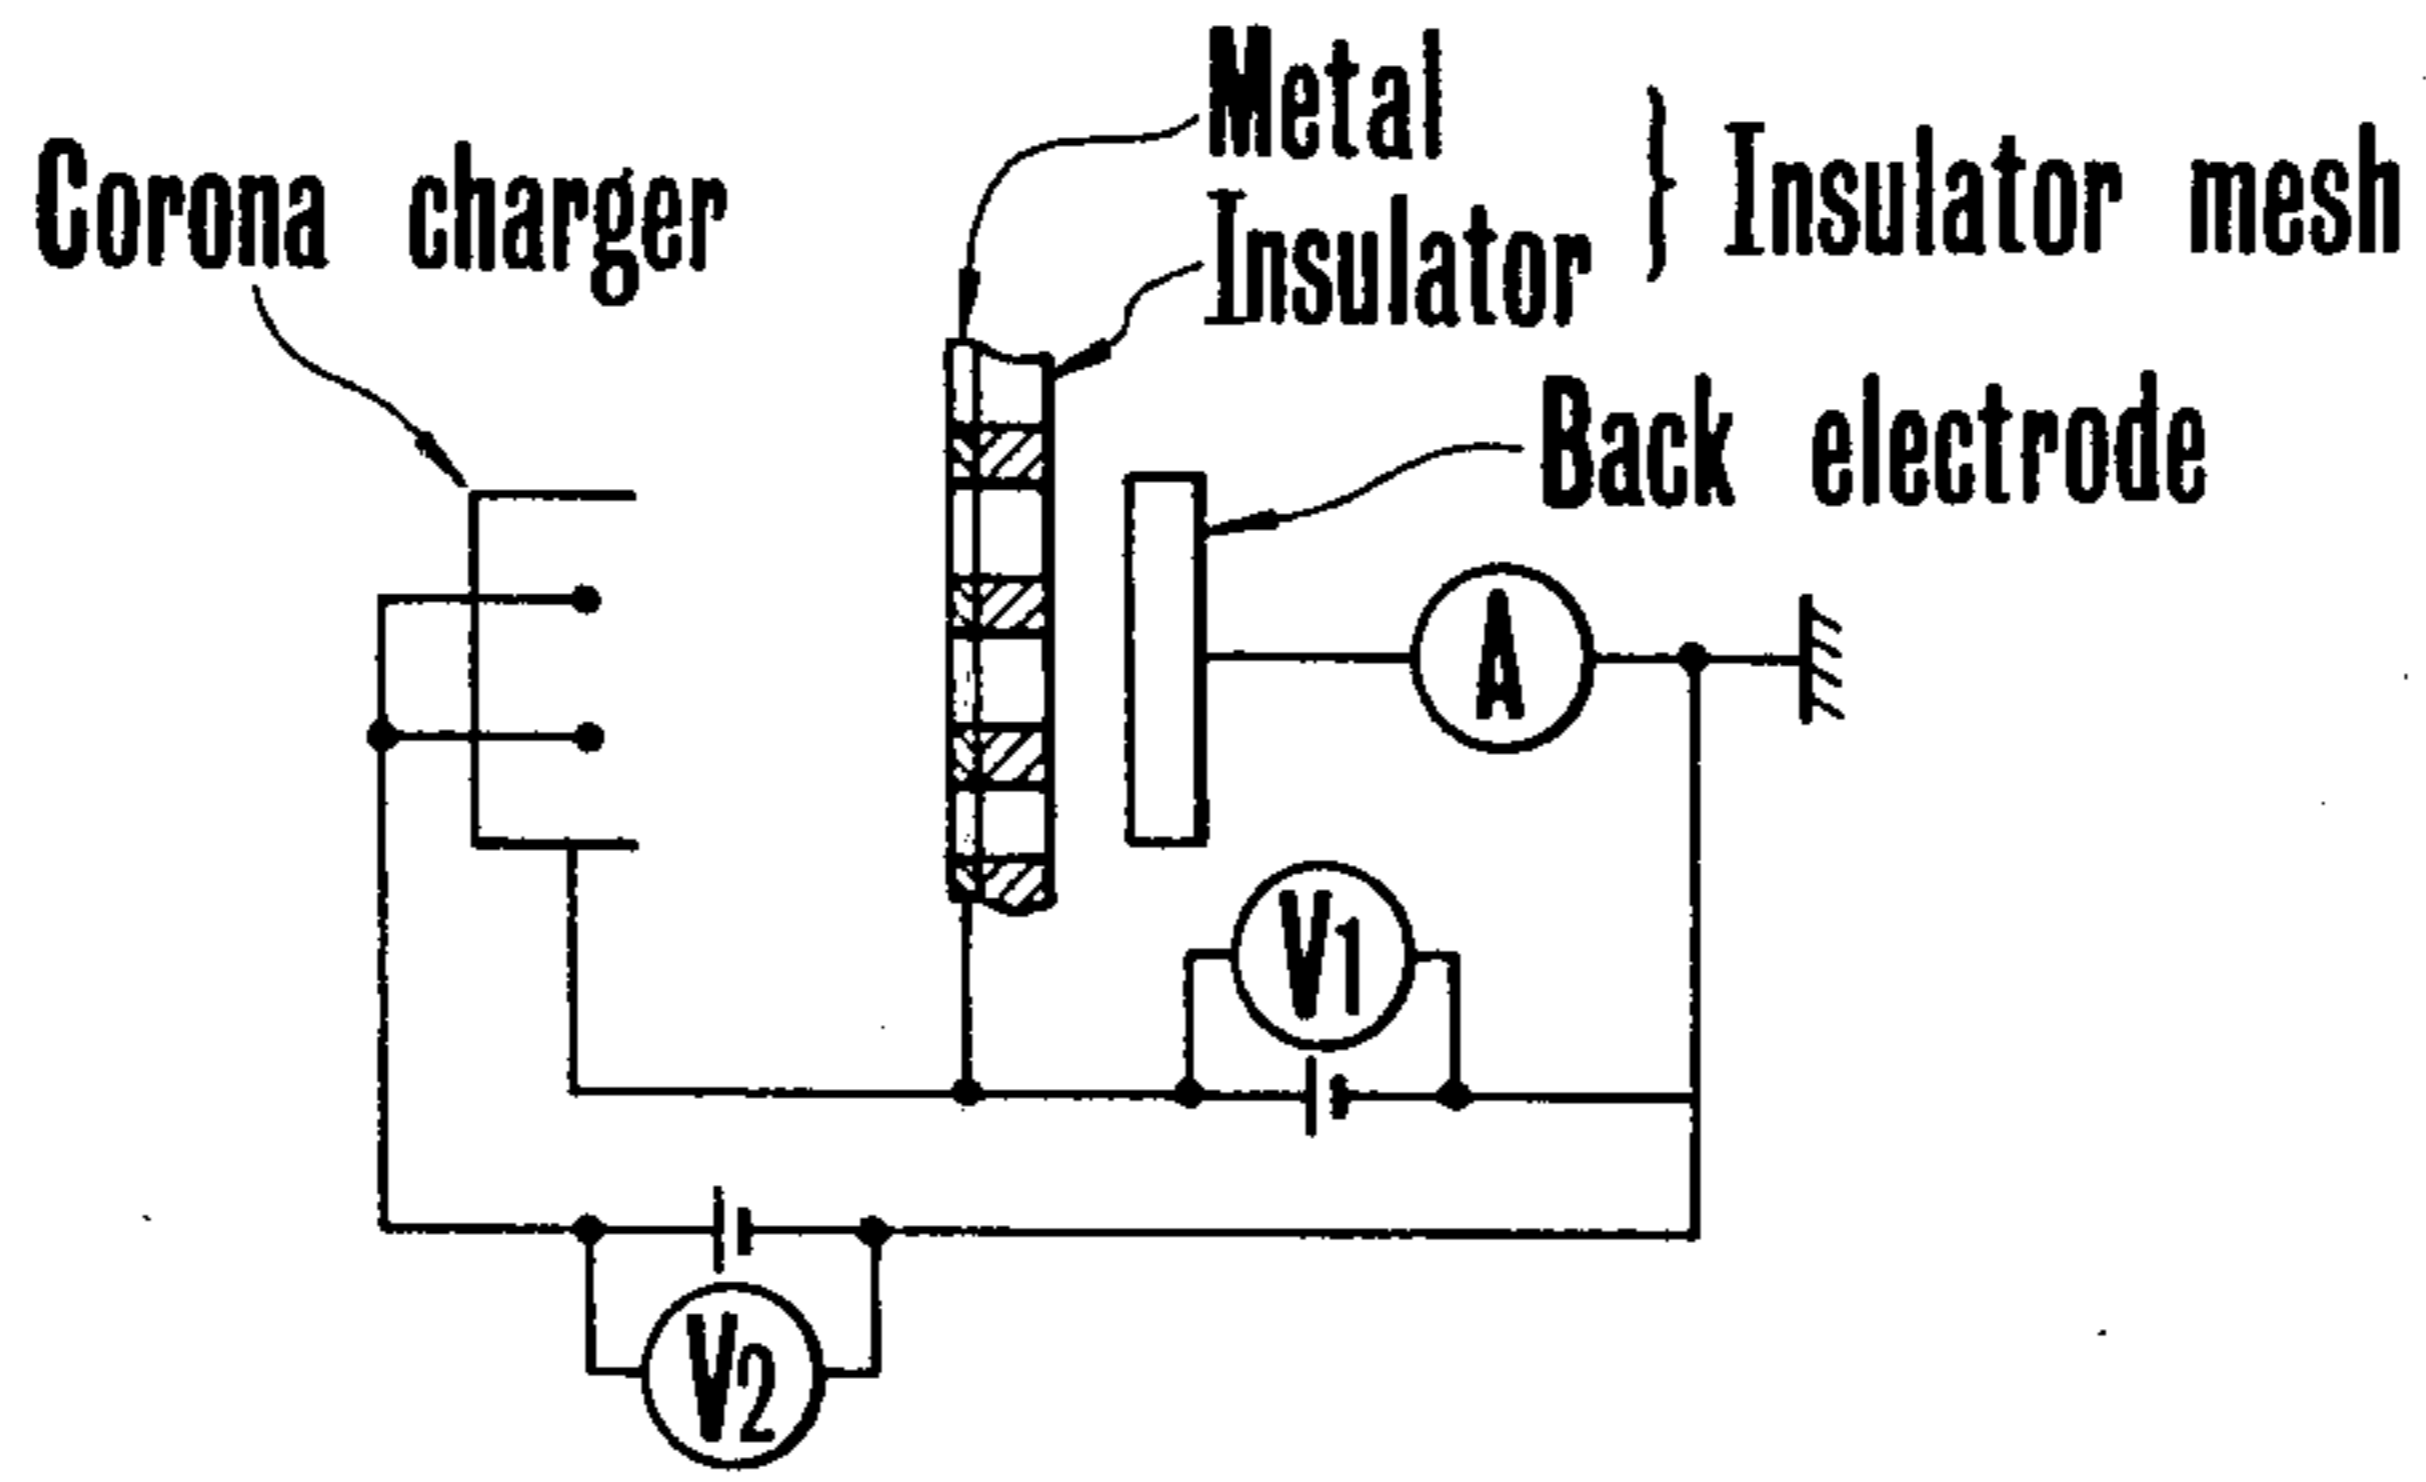 Metal
Insulator
Insulator mesh
Corona charger
Back electrode
A
V1
V2